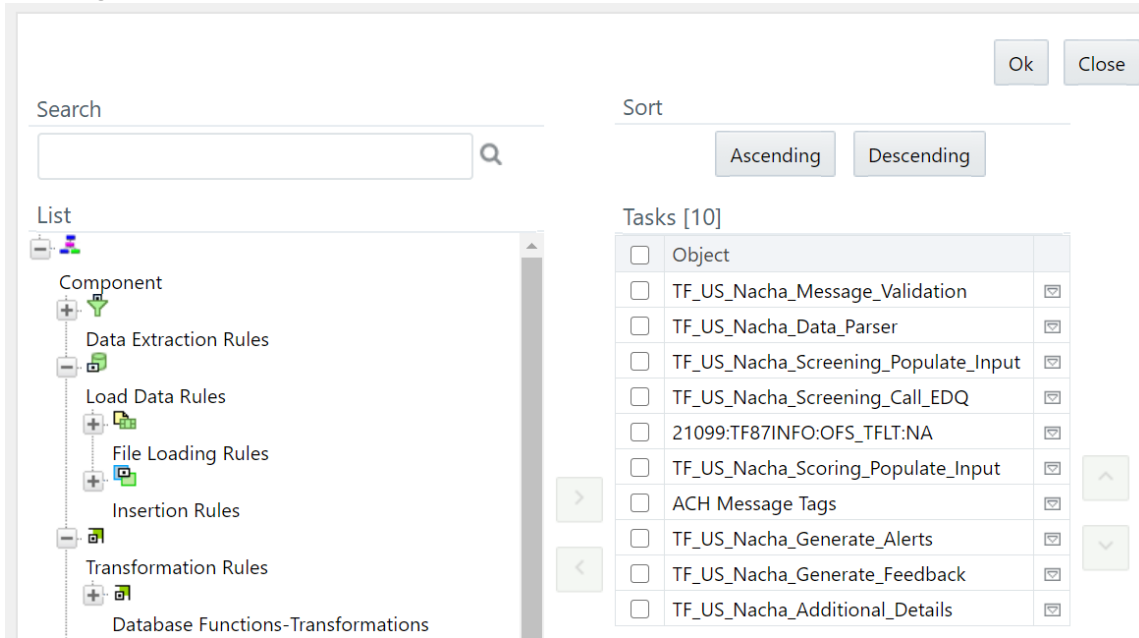 Ok Close
Search
Sort
Ascending Descending
List
Tasks [10]
Component
Data Extraction Rules
Load Data Rules
File Loading Rules
Insertion Rules
Transformation Rules
Database Functions-Transformations
Object
TF_US_Nacha_Message_Validation
TF_US_Nacha_Data_Parser
TF_US_Nacha_Screening_Populate_Input
TF_US_Nacha_Screening_Call_EDQ
21099:TF87INFO:OFS_TFLT:NA
TF_US_Nacha_Scoring_Populate_Input
ACH Message Tags
TF_US_Nacha_Generate_Alerts
TF_US_Nacha_Generate_Feedback
TF_US_Nacha_Additional_Details